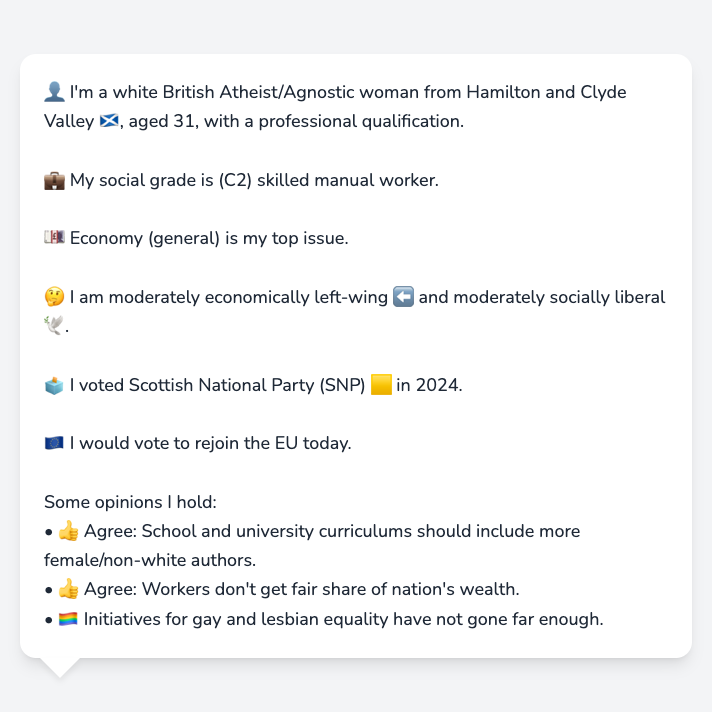 👤 I'm a white British Atheist/Agnostic woman from Hamilton and Clyde
Valley 🏴󠁧󠁢󠁳󠁣󠁴󠁿, aged 31, with a professional qualification.
💼 My social grade is (C2) skilled manual worker.
💷 Economy (general) is my top issue.
🤔 I am moderately economically left-wing ⬅️ and moderately socially liberal
🕊️.
🗳️ I voted Scottish National Party (SNP) 🟨 in 2024.
🇪🇺 I would vote to rejoin the EU today.
Some opinions I hold:
• 👍 Agree: School and university curriculums should include more
female/non-white authors.
• 👍 Agree: Workers don't get fair share of nation's wealth.
• 🏳️‍🌈 Initiatives for gay and lesbian equality have not gone far enough.